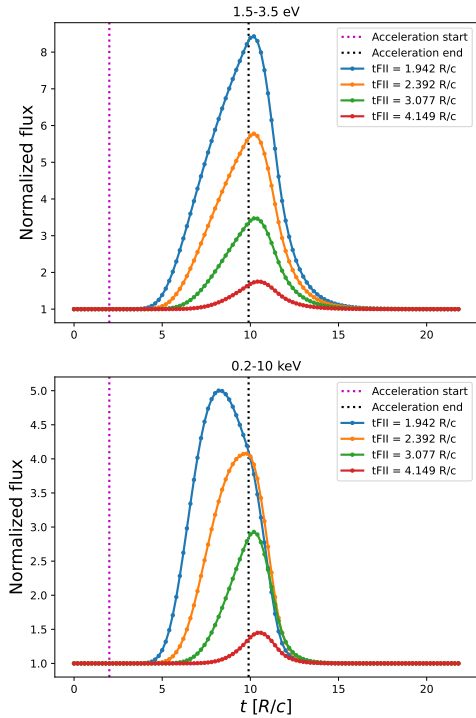 1.5-3.5 eV
Normalized flux
8
7
6
5
4
3
2
1
Acceleration start
Acceleration end
tFII = 1.942 R/c
tFII = 2.392 R/c
tFII = 3.077 R/c
tFII = 4.149 R/c
0 5 10 15 20
0.2-10 keV
Normalized flux
5.0
4.5
4.0
3.5
3.0
2.5
2.0
1.5
1.0
Acceleration start
Acceleration end
tFII = 1.942 R/c
tFII = 2.392 R/c
tFII = 3.077 R/c
tFII = 4.149 R/c
0 5 10 15 20
t [R/c]